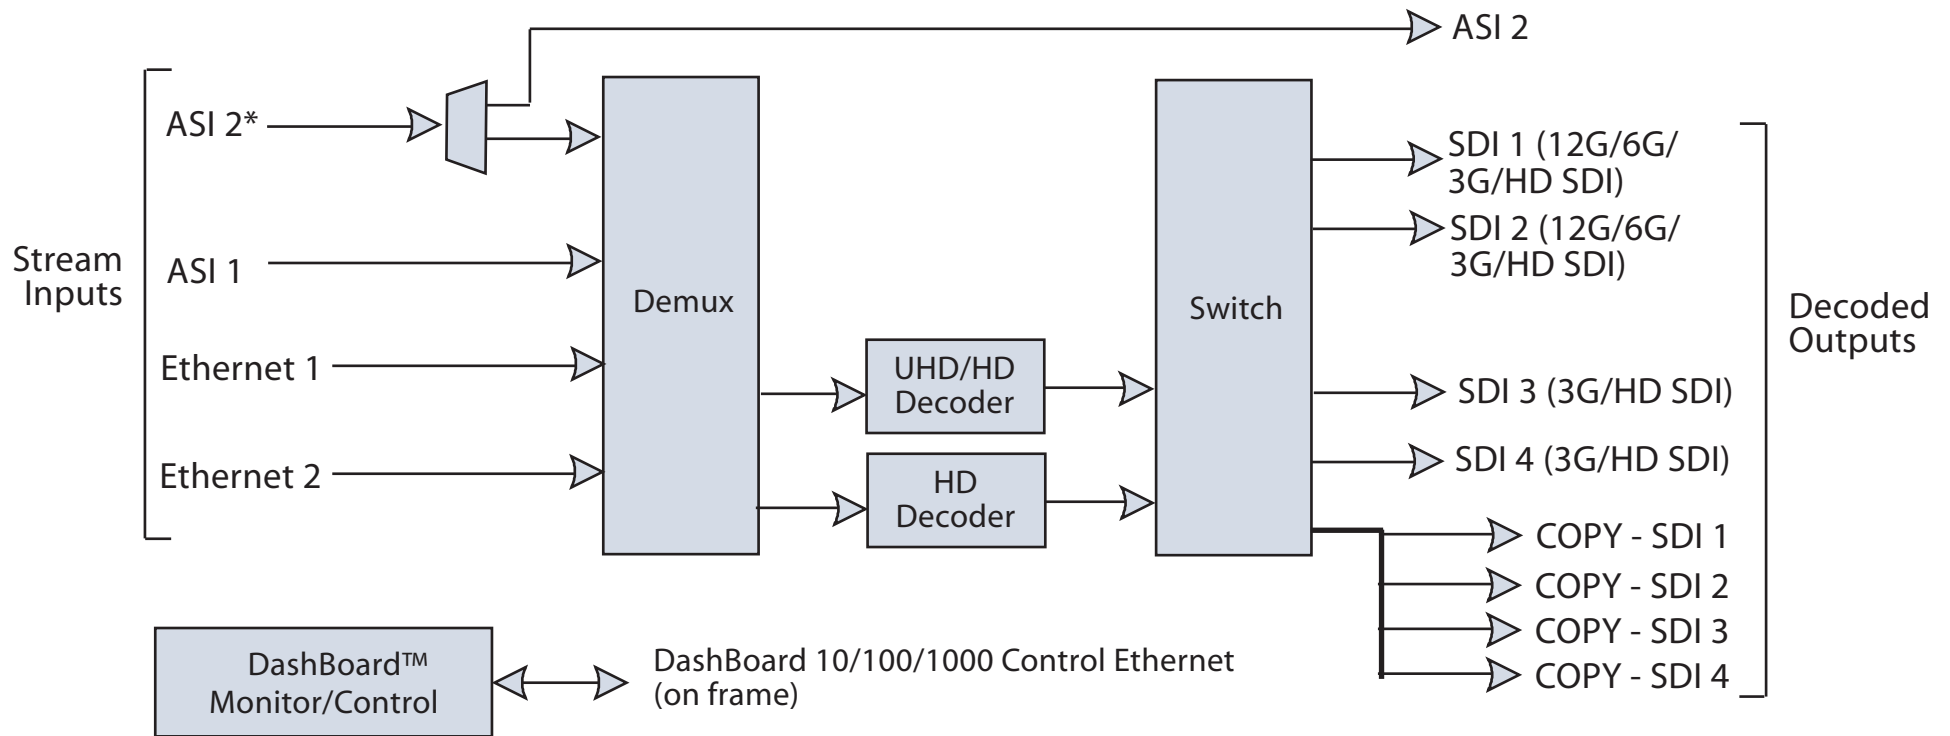 ASI 2
ASI 2*
Stream
Inputs
ASI 1
Ethernet 1
Ethernet 2
Demux
UHD/HD
Decoder
HD
Decoder
Switch
SDI 1 (12G/6G/
3G/HD SDI)
SDI 2 (12G/6G/
3G/HD SDI)
SDI 3 (3G/HD SDI)
SDI 4 (3G/HD SDI)
COPY - SDI 1
COPY - SDI 2
COPY - SDI 3
COPY - SDI 4
Decoded
Outputs
DashBoard™
Monitor/Control
DashBoard 10/100/1000 Control Ethernet
(on frame)